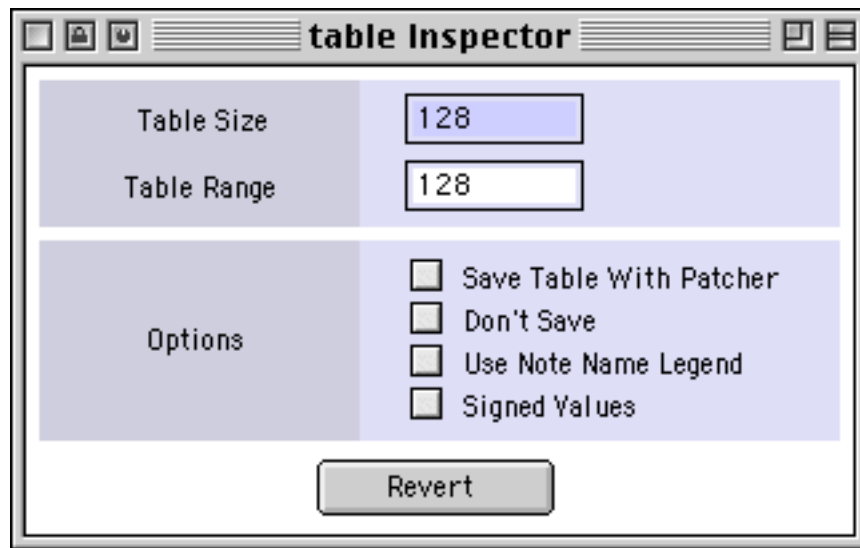 table Inspector
Table Size 128
Table Range 128
Options
Save Table With Patcher
Don't Save
Use Note Name Legend
Signed Values
Revert